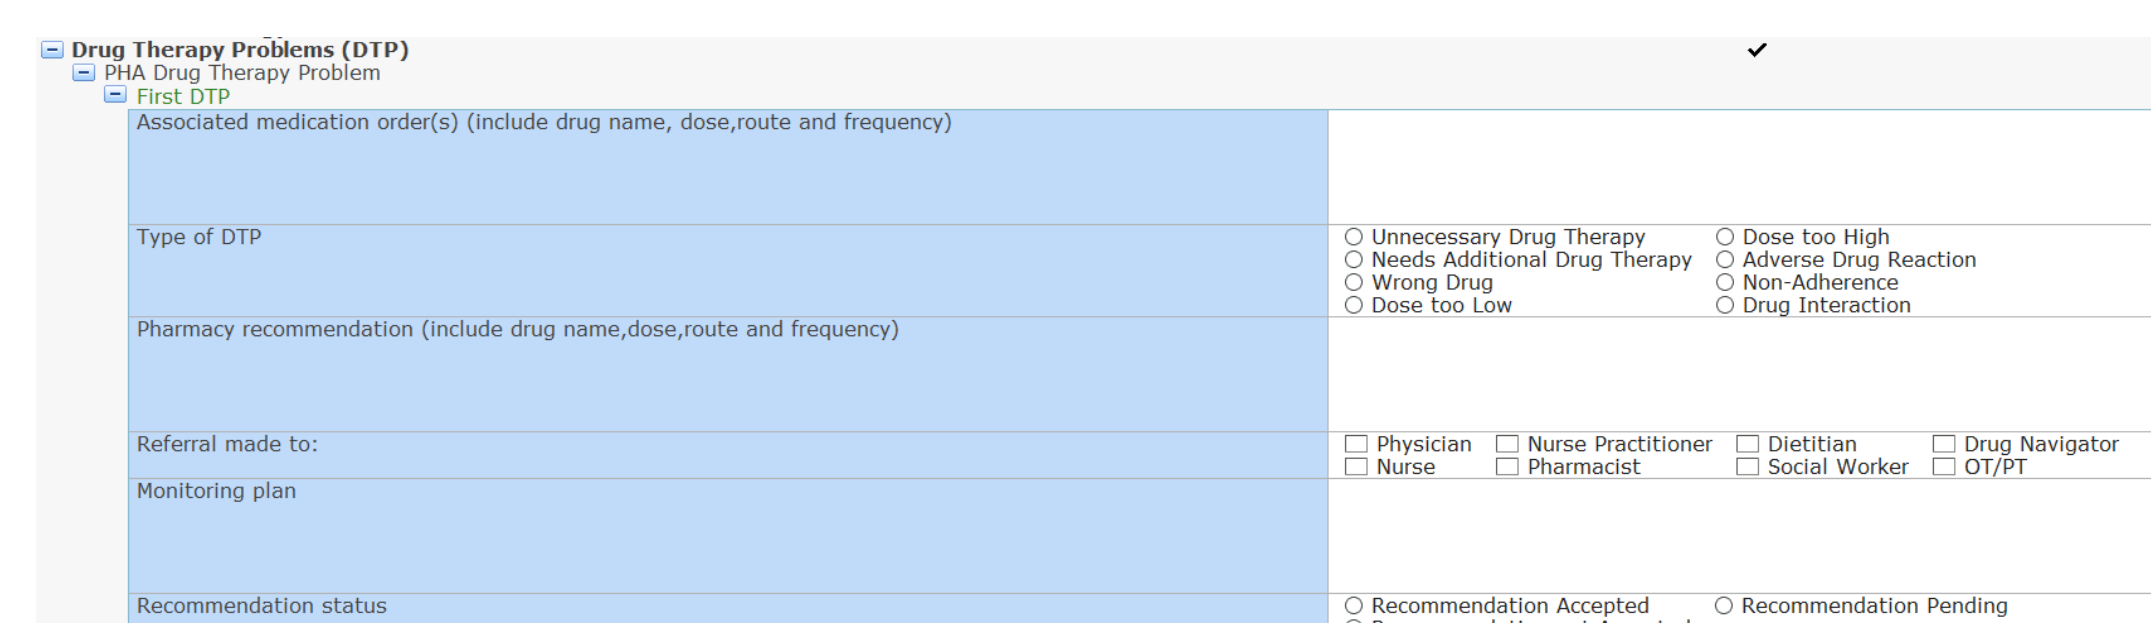 Drug Therapy Problems (DTP)
PHA Drug Therapy Problem
First DTP
Associated medication order(s) (include drug name, dose,route and frequency)
Type of DTP
Unnecessary Drug Therapy Dose too High
Needs Additional Drug Therapy Adverse Drug Reaction
Wrong Drug Non-Adherence
Dose too Low Drug Interaction
Pharmacy recommendation (include drug name,dose,route and frequency)
Referral made to:
Physician Nurse Practitioner Dietitian Drug Navigator
Nurse Pharmacist Social Worker OT/PT
Monitoring plan
Recommendation status
Recommendation Accepted Recommendation Pending